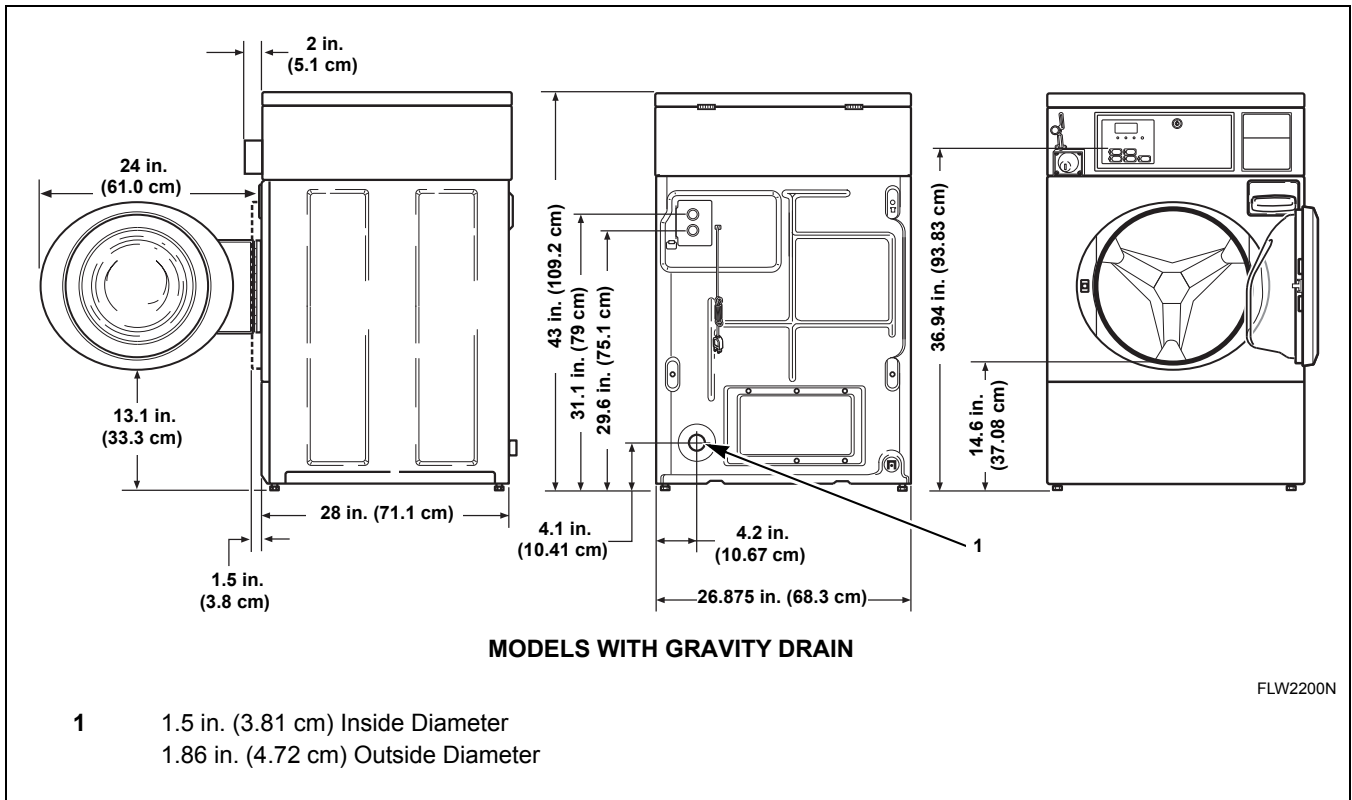 2 in.
(5.1 cm)
24 in.
(61.0 cm)
13.1 in.
(33.3 cm)
28 in. (71.1 cm)
1.5 in.
(3.8 cm)
43 in. (109.2 cm)
31.1 in. (79 cm)
29.6 in. (75.1 cm)
4.1 in.
(10.41 cm)
4.2 in.
(10.67 cm)
26.875 in. (68.3 cm)
1
36.94 in. (93.83 cm)
14.6 in.
(37.08 cm)
MODELS WITH GRAVITY DRAIN
FLW2200N
1 1.5 in. (3.81 cm) Inside Diameter
1.86 in. (4.72 cm) Outside Diameter